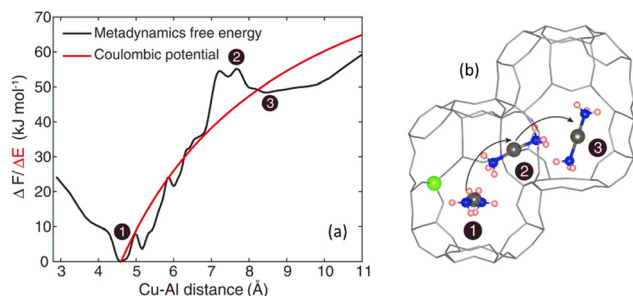 70
60
50
40
30
20
10
0
Δ F/ΔE (kJ mol⁻¹)
Metadynamics free energy
Coulombic potential
1
2
3
(a)
3 4 5 6 7 8 9 10 11
Cu-Al distance (Å)
(b)
1
2
3